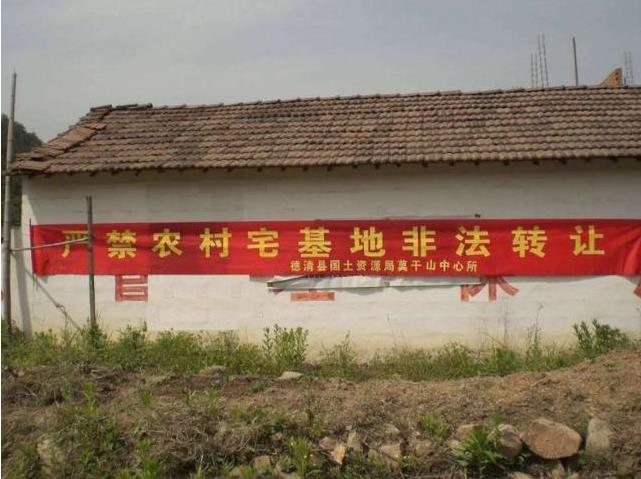 严禁农村宅基地非法转让
德清县国土资源局莫干山中心所